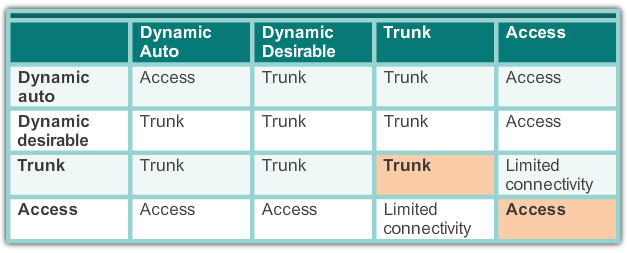 Dynamic Auto Dynamic Desirable Trunk Access
Dynamic auto Access Trunk Trunk Access
Dynamic desirable Trunk Trunk Trunk Access
Trunk Trunk Trunk Trunk Limited connectivity
Access Access Access Limited connectivity Access